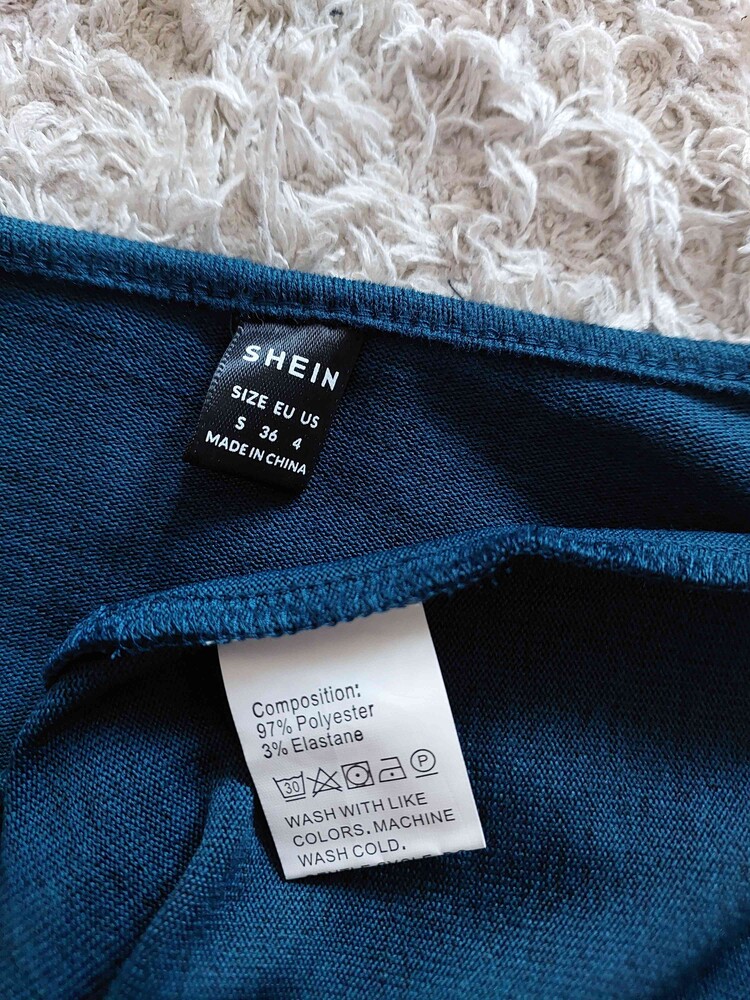 SHEIN
SIZE EU US
S 36 4
MADE IN CHINA
Composition:
97% Polyester
3% Elastane
30 P
WASH WITH LIKE
COLORS. MACHINE
WASH COLD.